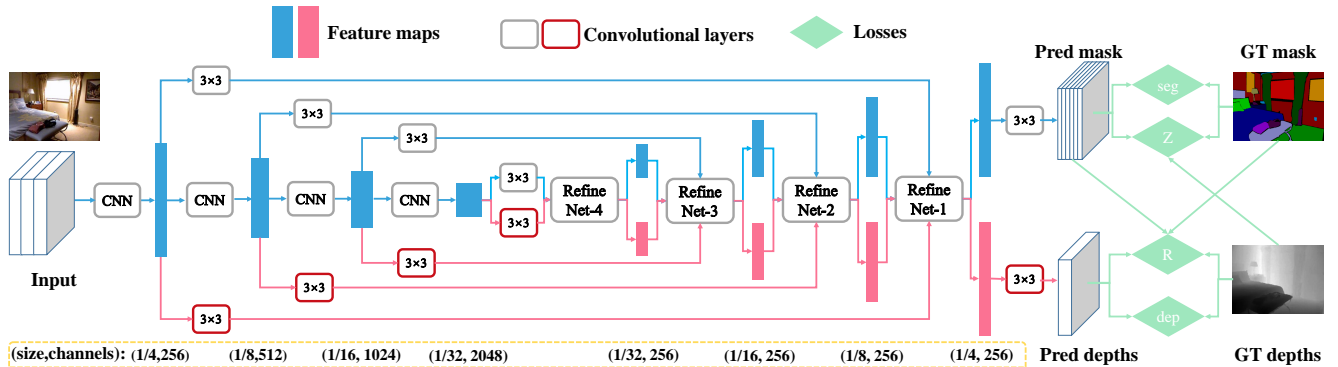 Feature maps
Convolutional layers
Losses
Pred mask
GT mask
3×3
3×3
3×3
3×3
seg
Z
3×3
Input
CNN
CNN
CNN
CNN
3×3
Refine
Net-4
Refine
Net-3
Refine
Net-2
Refine
Net-1
3×3
3×3
3×3
3×3
R
dep
Pred depths
GT depths
(size,channels): (1/4,256) (1/8,512) (1/16, 1024) (1/32, 2048) (1/32, 256) (1/16, 256) (1/8, 256) (1/4, 256)